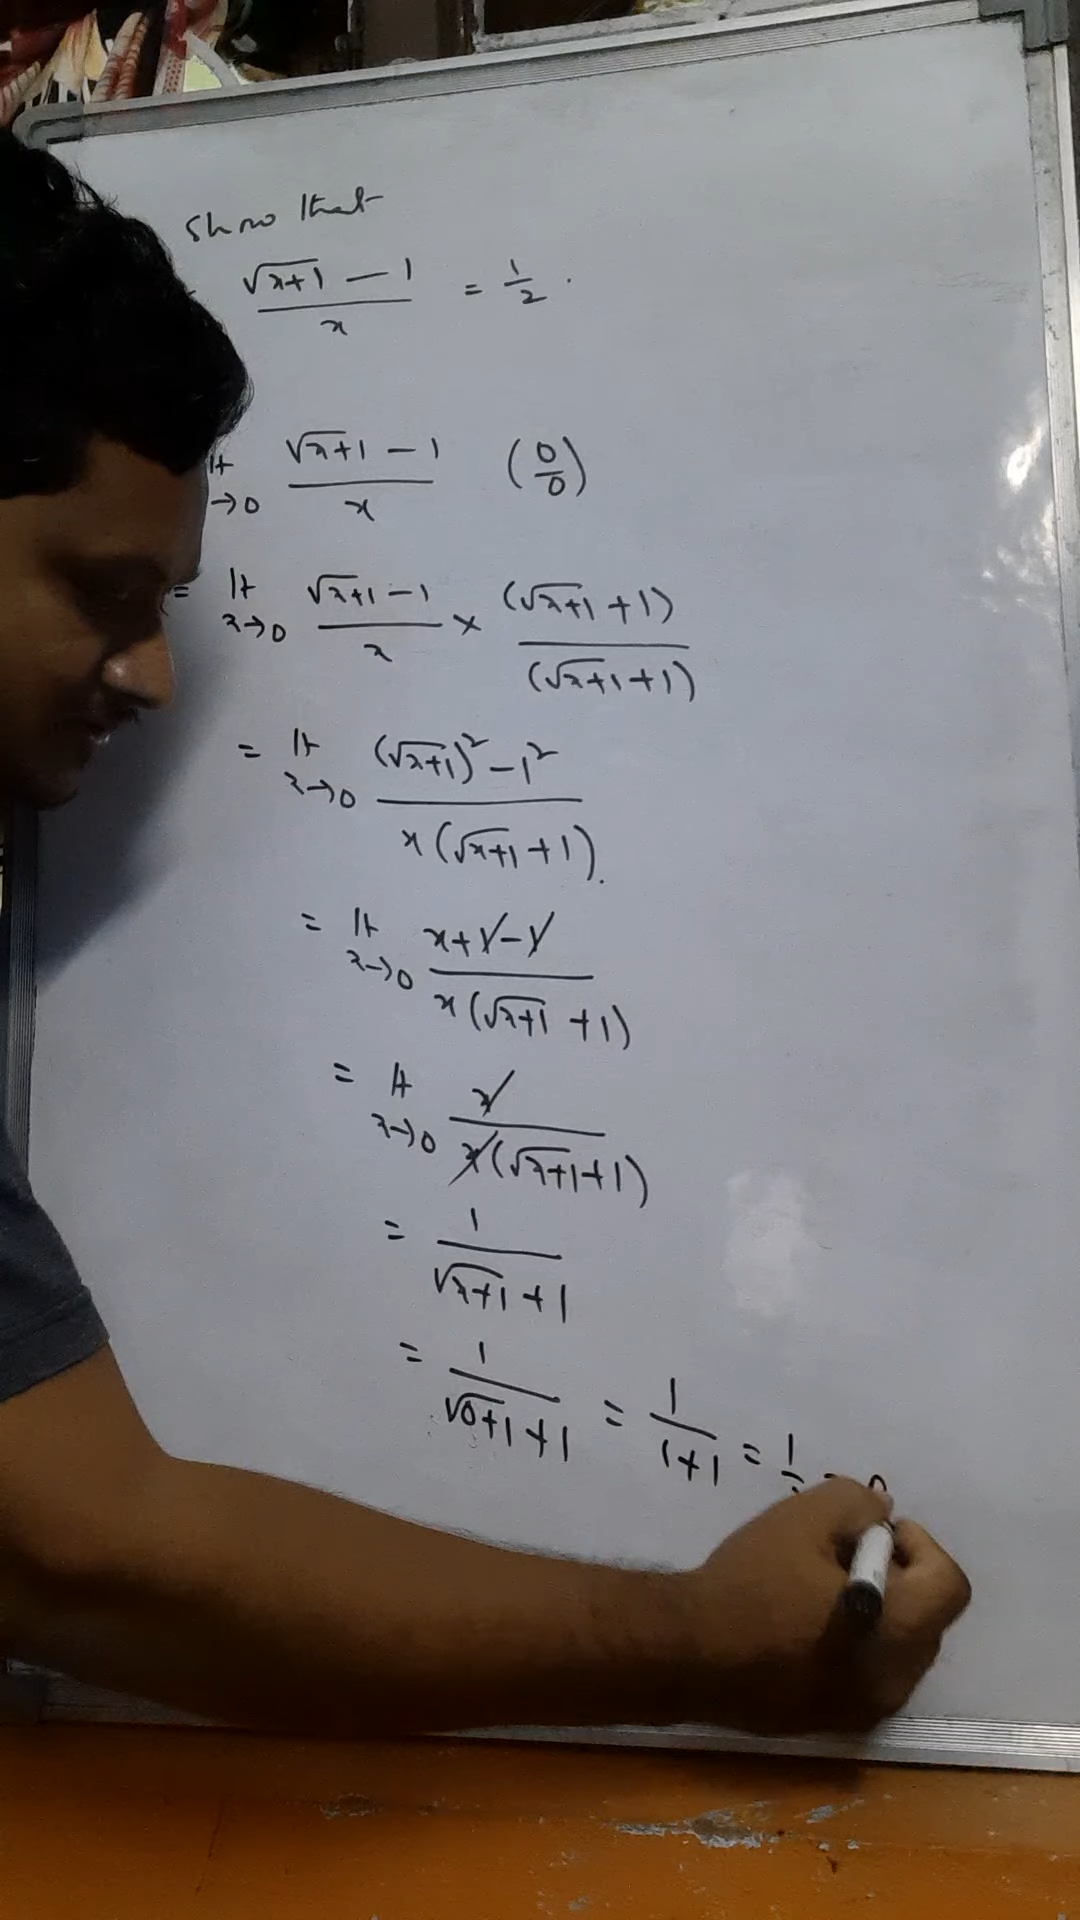 Show that
√(x+1) - 1 / x = 1/2 .
lt →0 √(x+1) - 1 / x (0/0)
= lt x→0 √(x+1) - 1 / x × (√(x+1) + 1) / (√(x+1) + 1)
= lt x→0 (√(x+1))² - 1² / x(√(x+1) + 1).
= lt x→0 x + 1 - 1 / x(√(x+1) + 1)
= lt x→0 x / x(√(x+1) + 1)
= 1 / √(x+1) + 1
= 1 / √(0+1) + 1 = 1 / 1+1 = 1